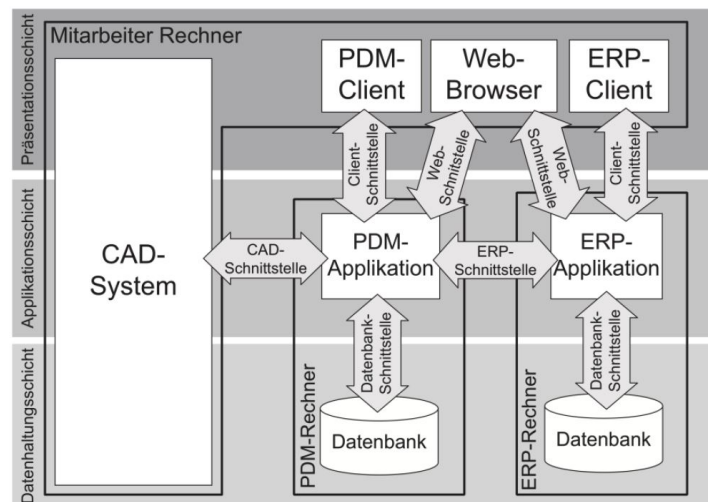 Präsentationsschicht
Mitarbeiter Rechner
PDM-
Client
Web-
Browser
ERP-
Client
Client-
Schnittstelle
Web-
Schnitstelle
Web-
Schnittstelle
Client-
Schnittstelle
Applikationsschicht
CAD-
System
CAD-
Schnittstelle
PDM-
Applikation
ERP-
Schnittstelle
ERP-
Applikation
Datenhaltungsschicht
PDM-Rechner
Datenbank-
Schnittstelle
Datenbank
ERP-Rechner
Datenbank-
Schnittstelle
Datenbank